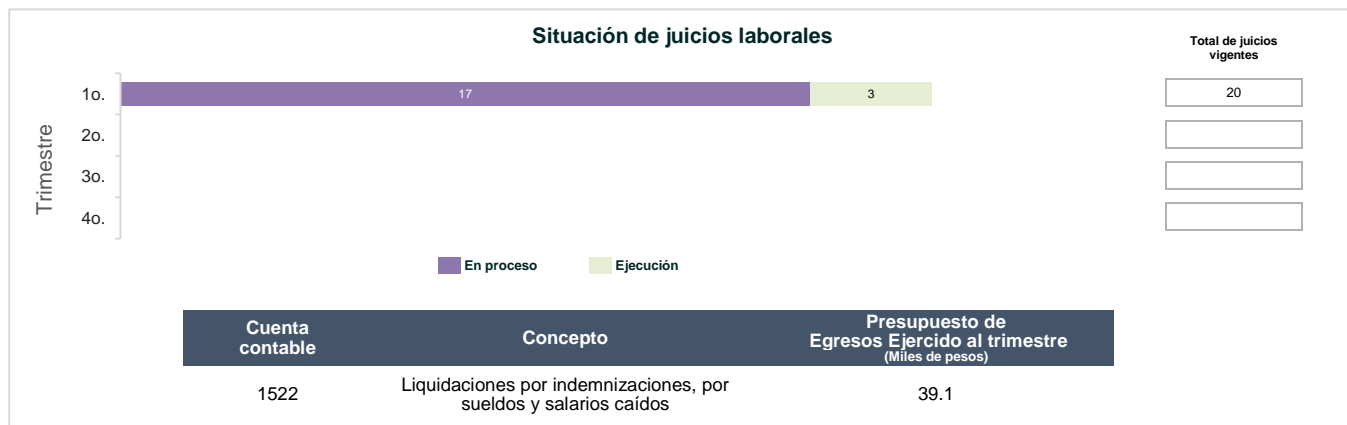 Situación de juicios laborales
Total de juicios
vigentes
Trimestre
1o.
17
3
20
2o.
3o.
4o.
En proceso
Ejecución
Cuenta
contable
Concepto
Presupuesto de
Egresos Ejercido al trimestre
(Miles de pesos)
1522
Liquidaciones por indemnizaciones, por
sueldos y salarios caídos
39.1